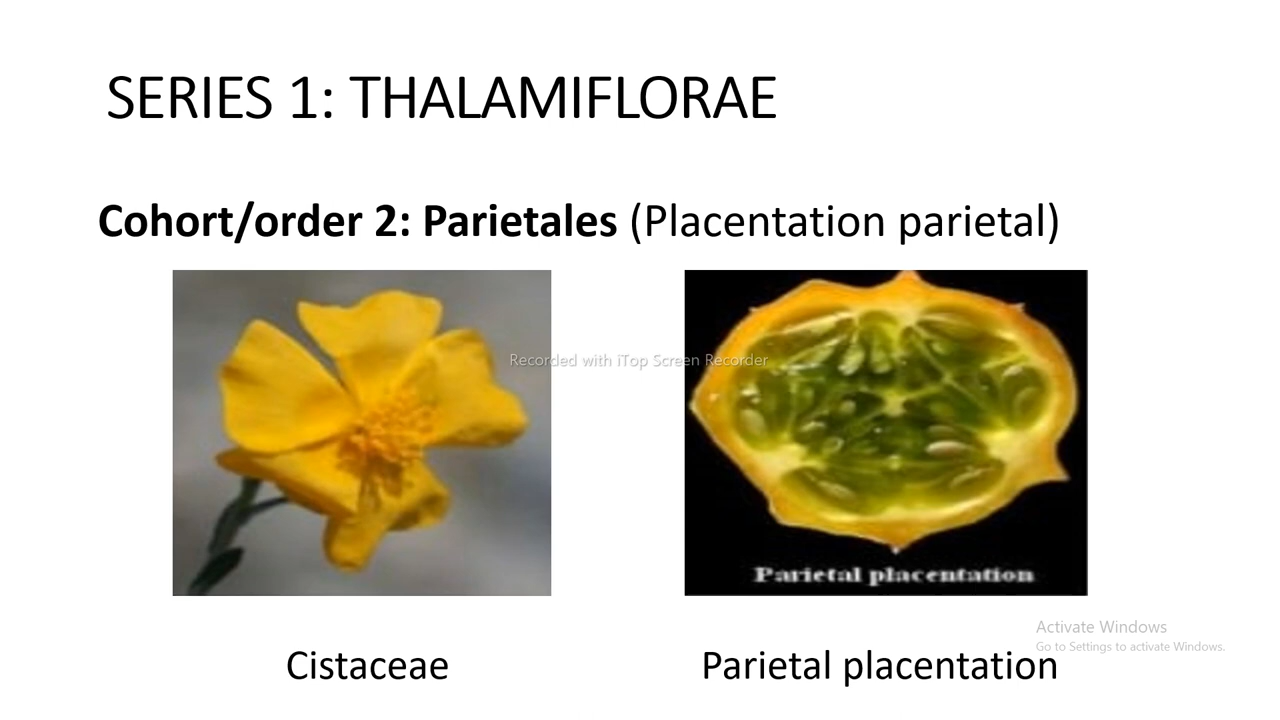 SERIES 1: THALAMIFLORAE
Cohort/order 2: Parietales (Placentation parietal)
Recorded with iTop Screen Recorder
Parietal placentation
Activate Windows
Go to Settings to activate Windows.
Cistaceae
Parietal placentation